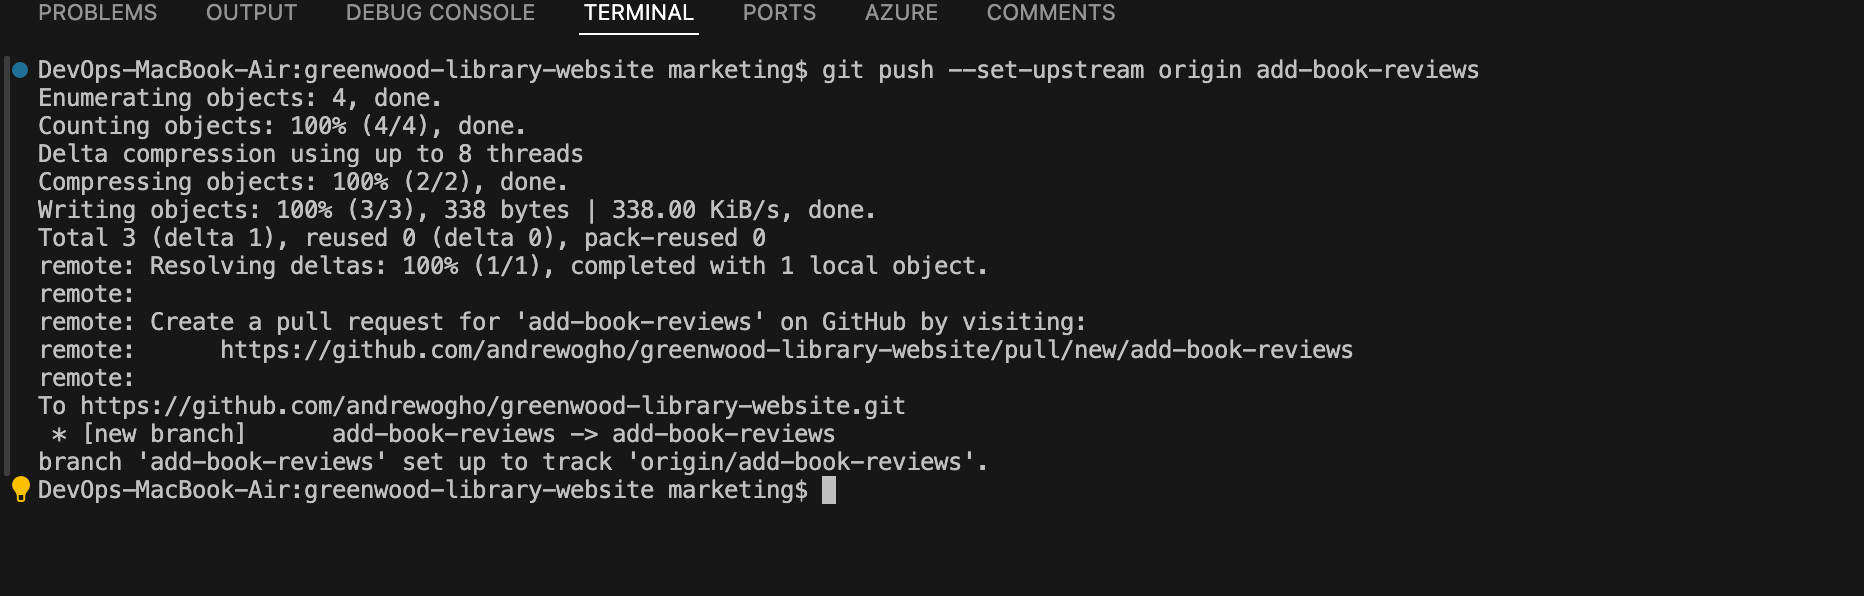 PROBLEMS OUTPUT DEBUG CONSOLE TERMINAL PORTS AZURE COMMENTS
DevOps-MacBook-Air:greenwood-library-website marketing$ git push --set-upstream origin add-book-reviews
Enumerating objects: 4, done.
Counting objects: 100% (4/4), done.
Delta compression using up to 8 threads
Compressing objects: 100% (2/2), done.
Writing objects: 100% (3/3), 338 bytes | 338.00 KiB/s, done.
Total 3 (delta 1), reused 0 (delta 0), pack-reused 0
remote: Resolving deltas: 100% (1/1), completed with 1 local object.
remote:
remote: Create a pull request for 'add-book-reviews' on GitHub by visiting:
remote:      https://github.com/andrewogho/greenwood-library-website/pull/new/add-book-reviews
remote:
To https://github.com/andrewogho/greenwood-library-website.git
 * [new branch]      add-book-reviews -> add-book-reviews
branch 'add-book-reviews' set up to track 'origin/add-book-reviews'.
DevOps-MacBook-Air:greenwood-library-website marketing$